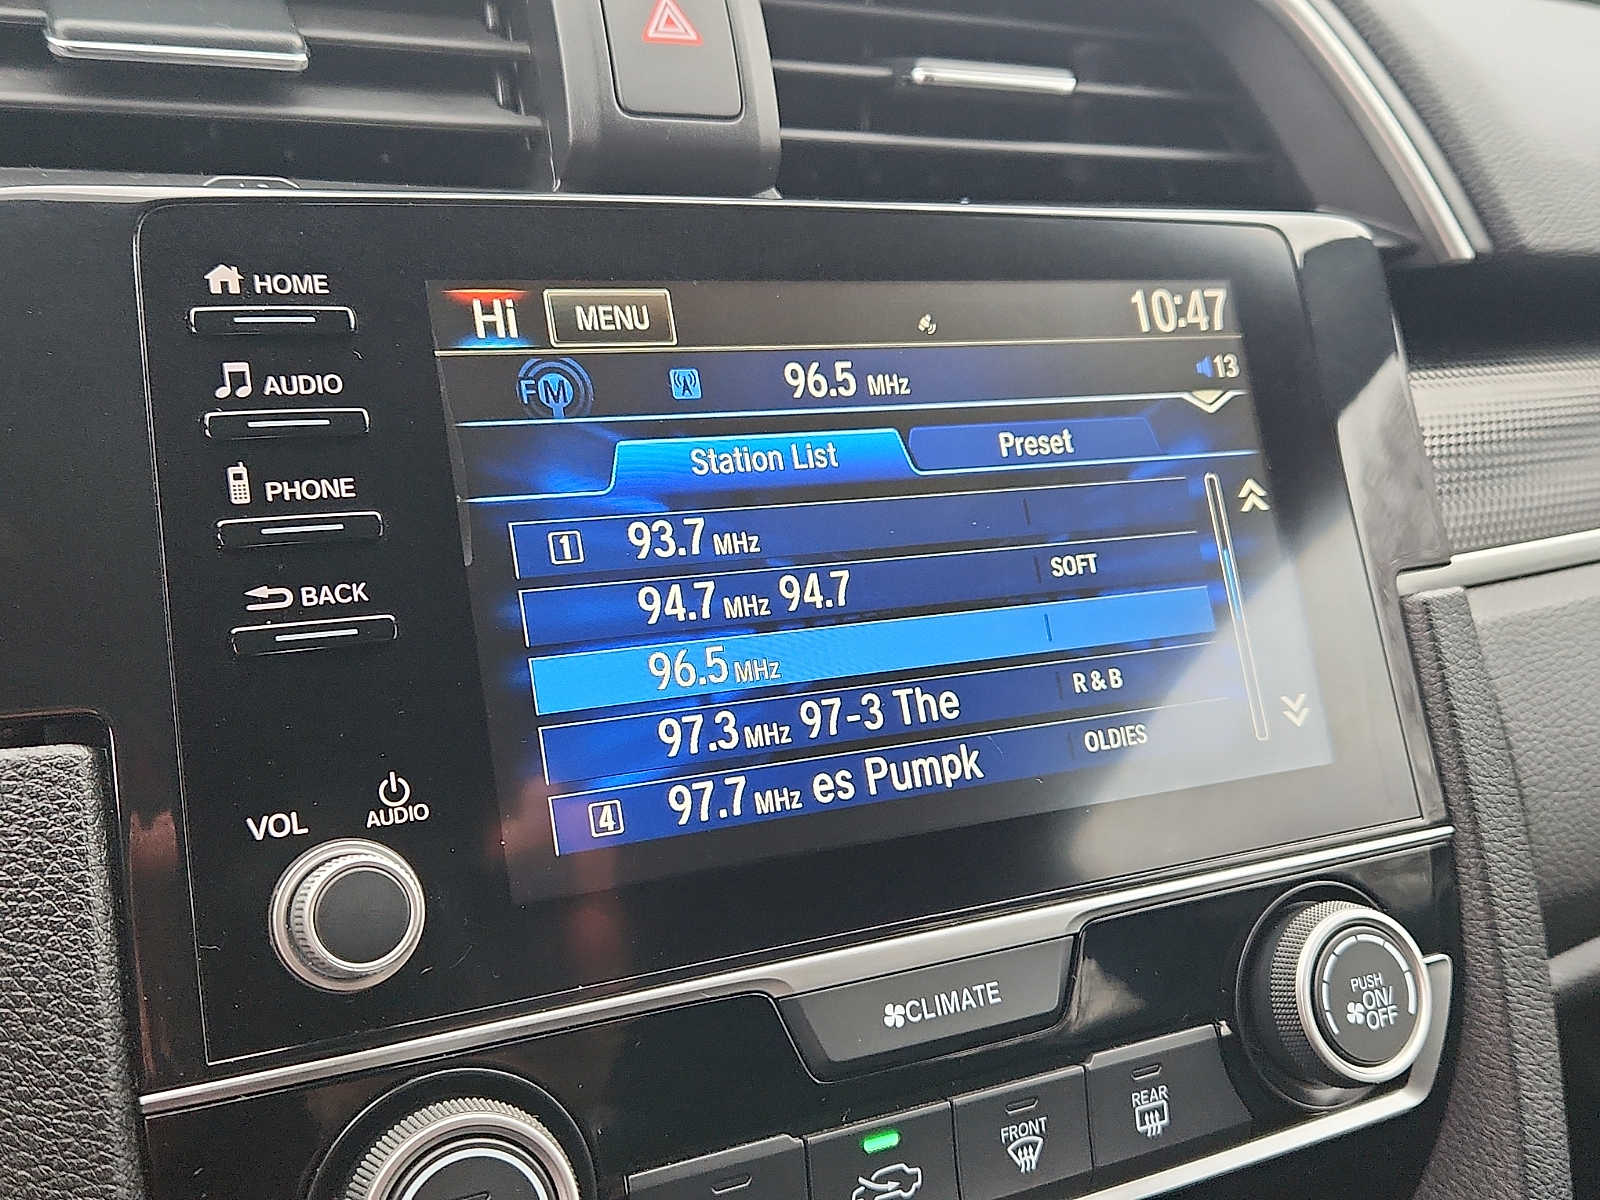 HOME
AUDIO
PHONE
BACK
VOL
AUDIO
Hi MENU 10:47
FM 96.5 MHz 13
Station List Preset
1 93.7 MHz
94.7 MHz 94.7 SOFT
96.5 MHz
97.3 MHz 97-3 The R & B
4 97.7 MHz es Pumpk OLDIES
CLIMATE
PUSH
ON/
OFF
FRONT
REAR